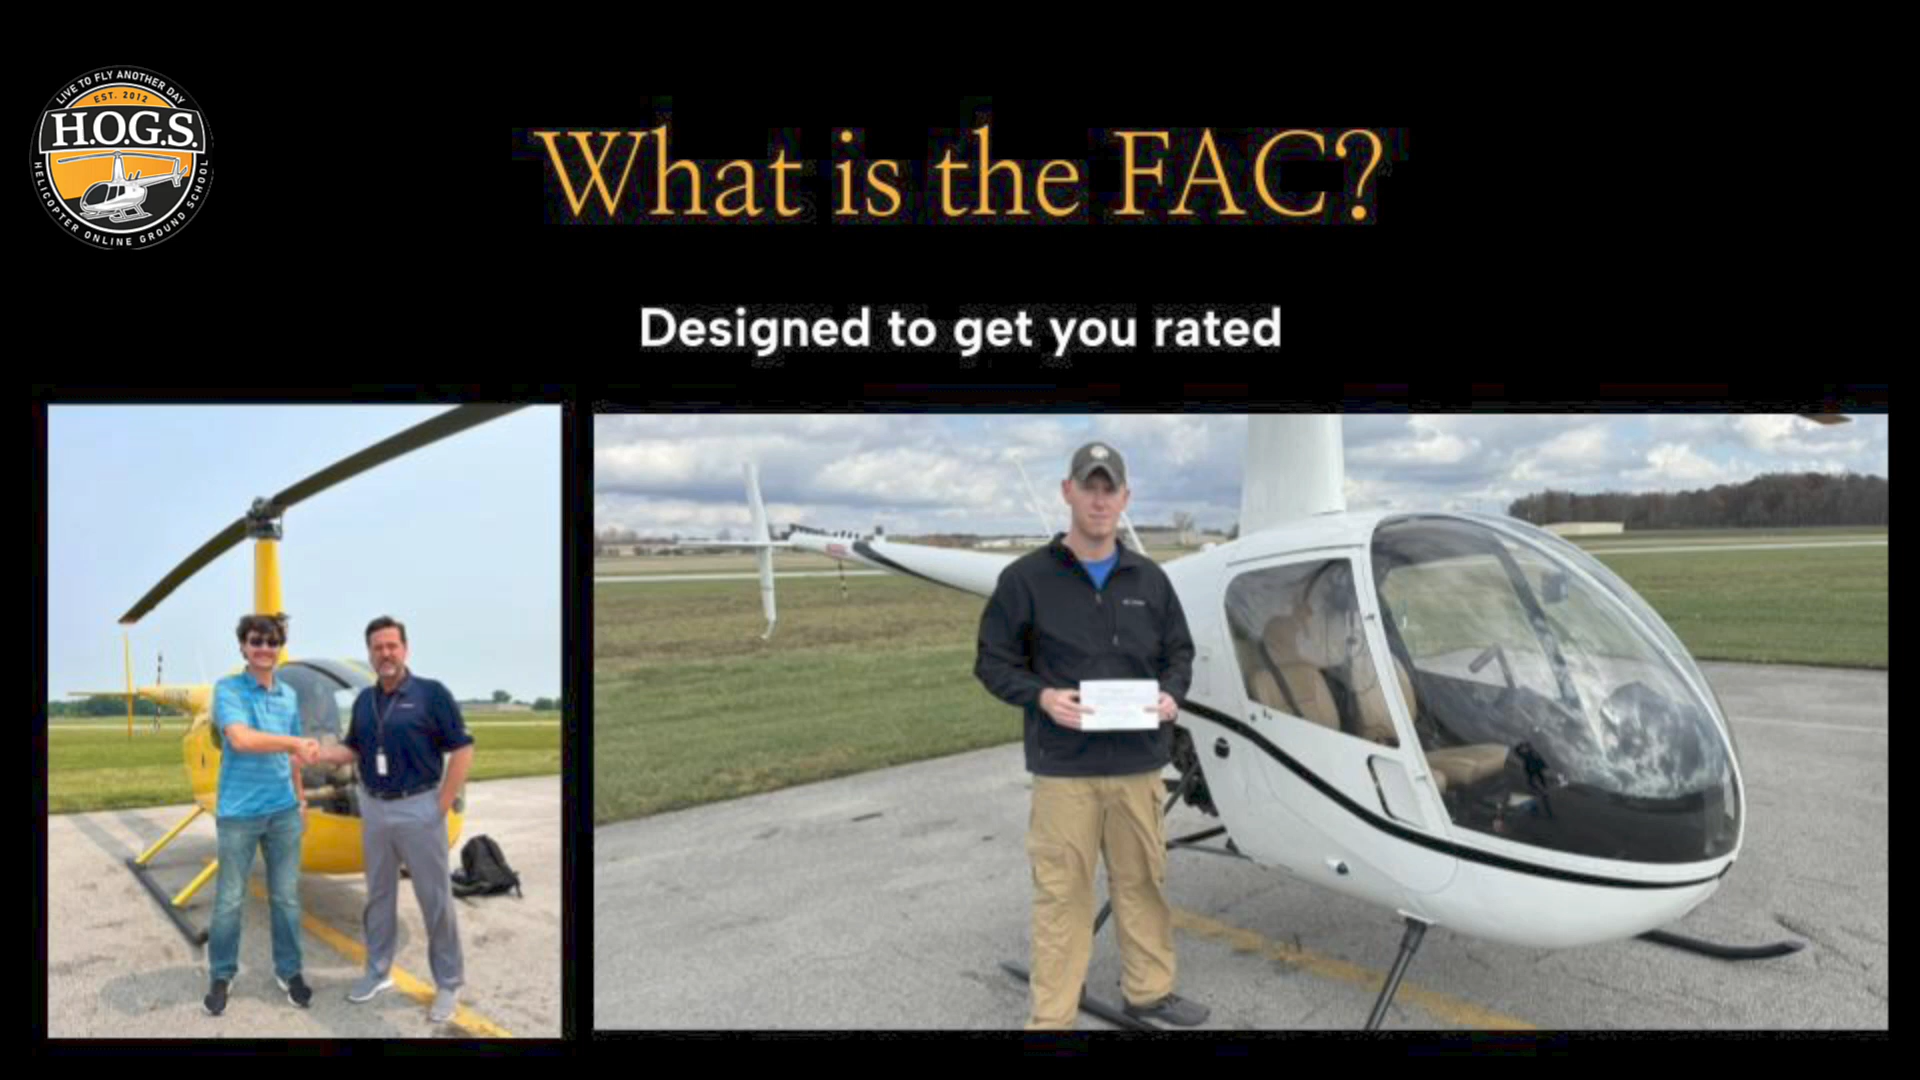 LIVE TO FLY ANOTHER DAY
EST. 2012
H.O.G.S.
HELICOPTER ONLINE GROUND SCHOOL
What is the FAC?
Designed to get you rated